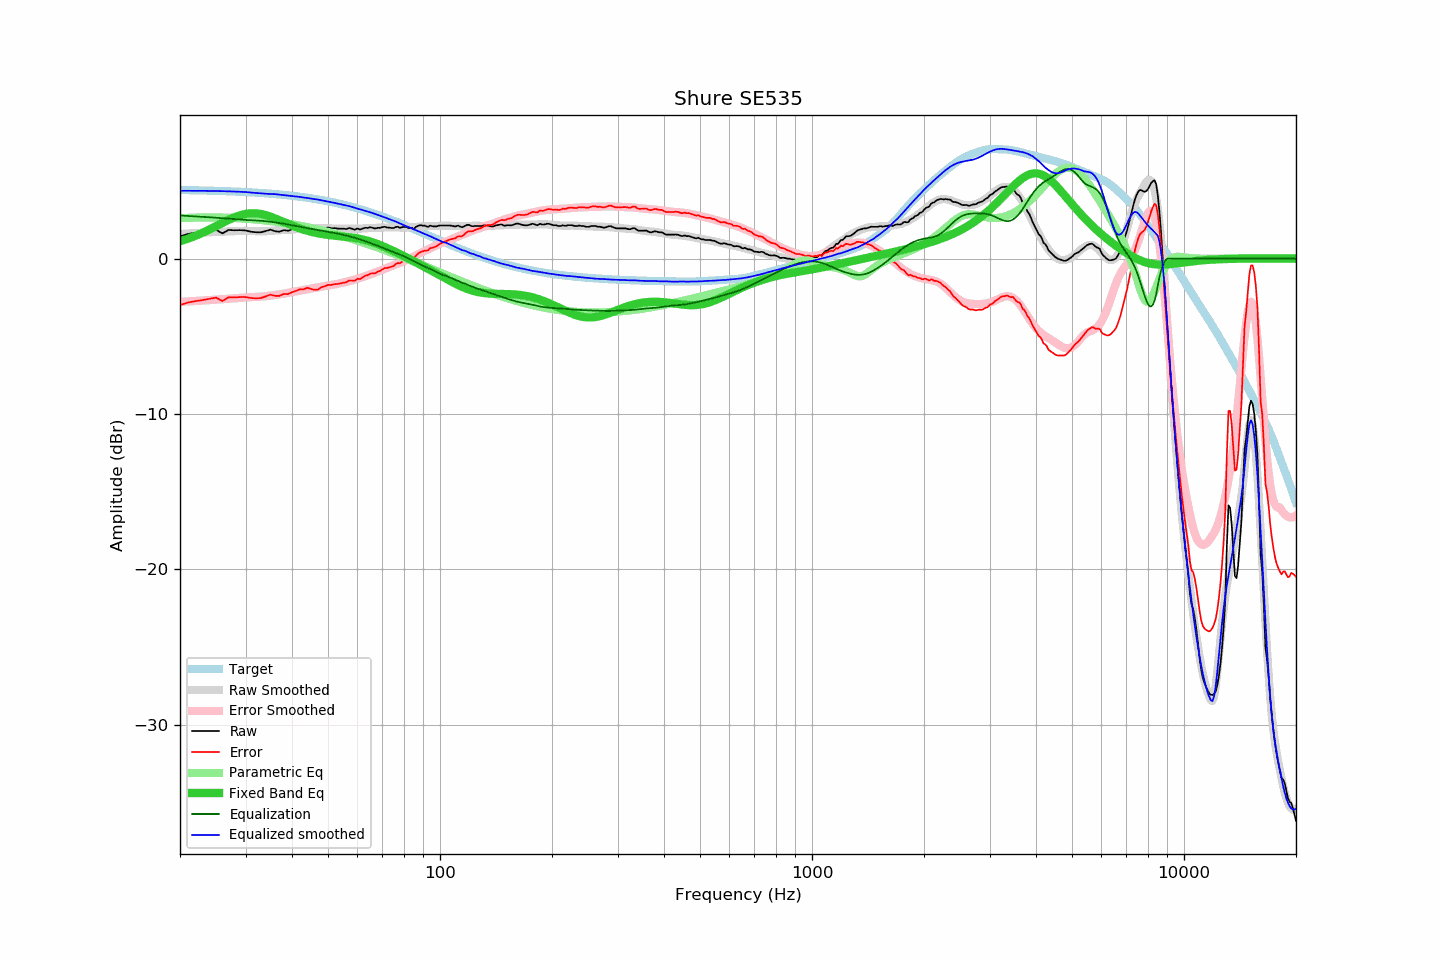 Shure SE535
Amplitude (dBr)
0
−10
−20
−30
Target
Raw Smoothed
Error Smoothed
Raw
Error
Parametric Eq
Fixed Band Eq
Equalization
Equalized smoothed
100
1000
10000
Frequency (Hz)